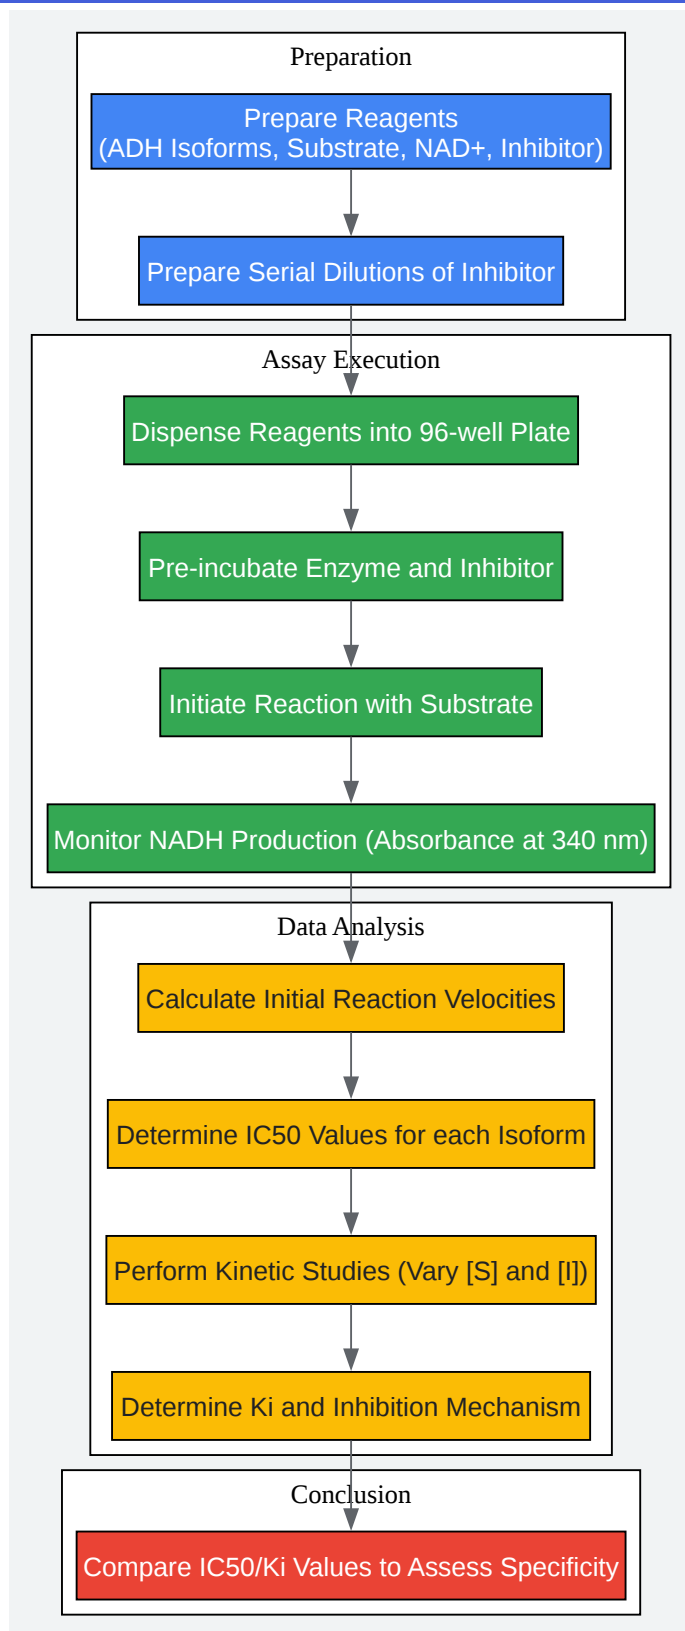 Preparation
Prepare Reagents
(ADH Isoforms, Substrate, NAD+, Inhibitor)
Prepare Serial Dilutions of Inhibitor
Assay Execution
Dispense Reagents into 96-well Plate
Pre-incubate Enzyme and Inhibitor
Initiate Reaction with Substrate
Monitor NADH Production (Absorbance at 340 nm)
Data Analysis
Calculate Initial Reaction Velocities
Determine IC50 Values for each Isoform
Perform Kinetic Studies (Vary [S] and [I])
Determine Ki and Inhibition Mechanism
Conclusion
Compare IC50/Ki Values to Assess Specificity